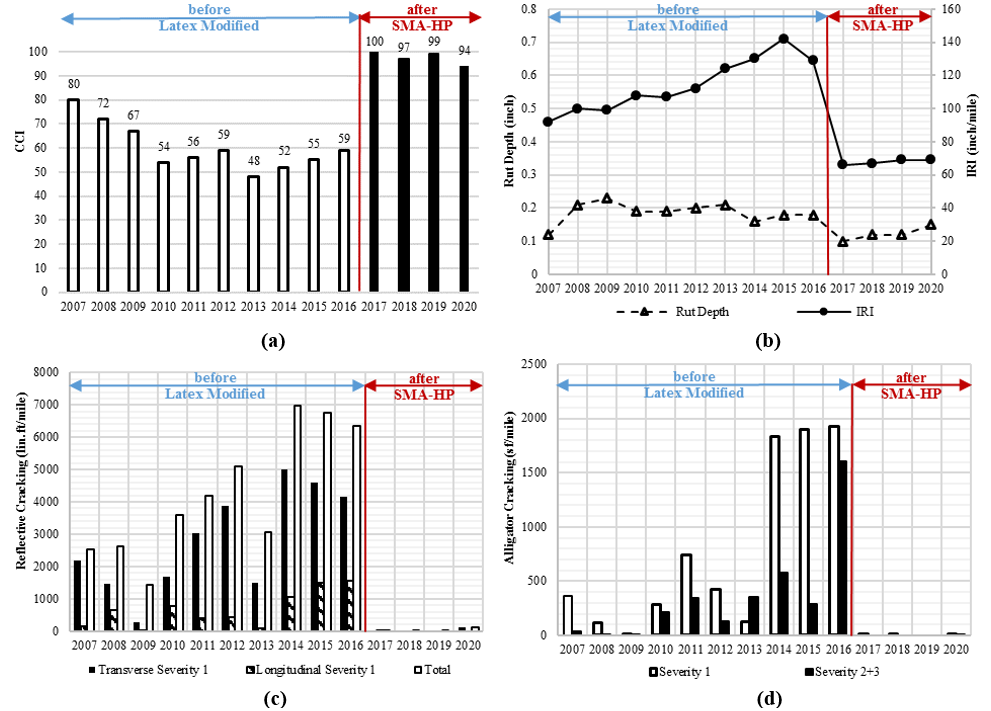 before
Latex Modified
after
SMA-HP
CCI
100
90
80
70
60
50
40
30
20
10
0
80
72
67
54
56
59
48
52
55
59
100
97
99
94
2007 2008 2009 2010 2011 2012 2013 2014 2015 2016 2017 2018 2019 2020
(a)
before
Latex Modified
after
SMA-HP
Rut Depth (inch)
0.8
0.7
0.6
0.5
0.4
0.3
0.2
0.1
0
IRI (inch/mile)
160
140
120
100
80
60
40
20
0
2007 2008 2009 2010 2011 2012 2013 2014 2015 2016 2017 2018 2019 2020
Rut Depth IRI
(b)
before
Latex Modified
after
SMA-HP
Reflective Cracking (lin.ft/mile)
8000
7000
6000
5000
4000
3000
2000
1000
0
2007 2008 2009 2010 2011 2012 2013 2014 2015 2016 2017 2018 2019 2020
Transverse Severity 1 Longitudinal Severity 1 Total
(c)
before
Latex Modified
after
SMA-HP
Alligator Cracking (sf/mile)
2500
2000
1500
1000
500
0
2007 2008 2009 2010 2011 2012 2013 2014 2015 2016 2017 2018 2019 2020
Severity 1 Severity 2+3
(d)